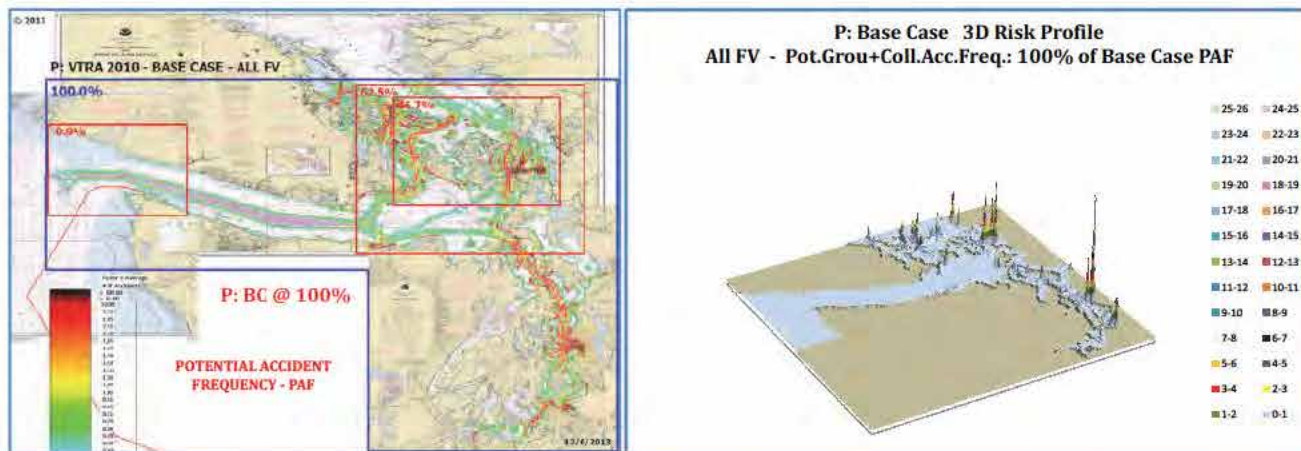 © 2011
P: VTRA 2010 - BASE CASE - ALL FV
100.0%
0.9%
P: BC @ 100%
POTENTIAL ACCIDENT
FREQUENCY - PAF
12/6/2013
P: Base Case 3D Risk Profile
All FV - Pot.Grou+Coll.Acc.Freq.: 100% of Base Case PAF
25-26 24-25
23-24 22-23
21-22 20-21
19-20 18-19
17-18 16-17
15-16 14-15
13-14 12-13
11-12 10-11
9-10 8-9
7-8 6-7
5-6 4-5
3-4 2-3
1-2 0-1